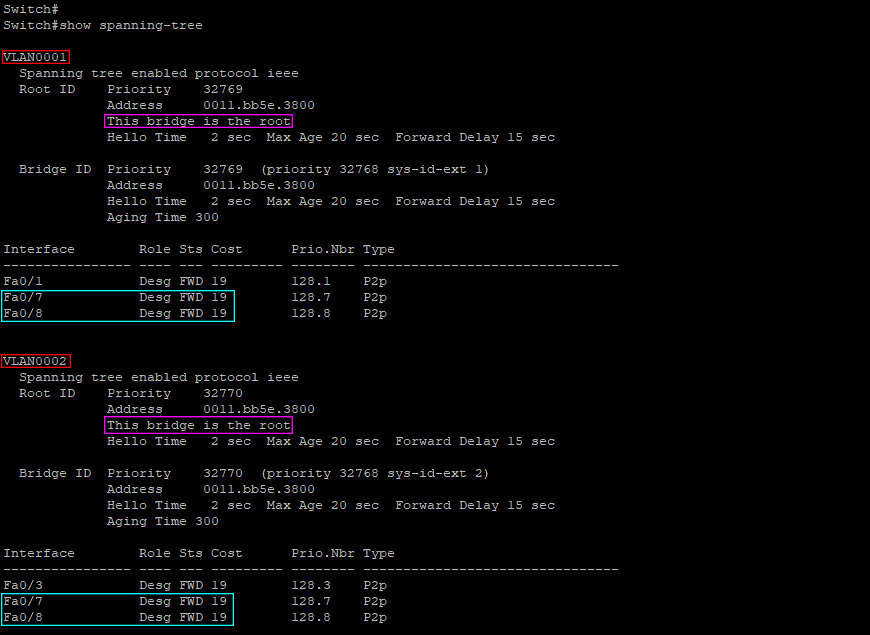 Switch#
Switch#show spanning-tree
VLAN0001
  Spanning tree enabled protocol ieee
  Root ID    Priority    32769
             Address     0011.bb5e.3800
             This bridge is the root
             Hello Time   2 sec  Max Age 20 sec  Forward Delay 15 sec
  Bridge ID  Priority    32769  (priority 32768 sys-id-ext 1)
             Address     0011.bb5e.3800
             Hello Time   2 sec  Max Age 20 sec  Forward Delay 15 sec
             Aging Time 300
Interface        Role Sts Cost      Prio.Nbr Type
---------------- ---- --- --------- -------- --------------------------------
Fa0/1            Desg FWD 19        128.1    P2p
Fa0/7            Desg FWD 19        128.7    P2p
Fa0/8            Desg FWD 19        128.8    P2p
VLAN0002
  Spanning tree enabled protocol ieee
  Root ID    Priority    32770
             Address     0011.bb5e.3800
             This bridge is the root
             Hello Time   2 sec  Max Age 20 sec  Forward Delay 15 sec
  Bridge ID  Priority    32770  (priority 32768 sys-id-ext 2)
             Address     0011.bb5e.3800
             Hello Time   2 sec  Max Age 20 sec  Forward Delay 15 sec
             Aging Time 300
Interface        Role Sts Cost      Prio.Nbr Type
---------------- ---- --- --------- -------- --------------------------------
Fa0/3            Desg FWD 19        128.3    P2p
Fa0/7            Desg FWD 19        128.7    P2p
Fa0/8            Desg FWD 19        128.8    P2p